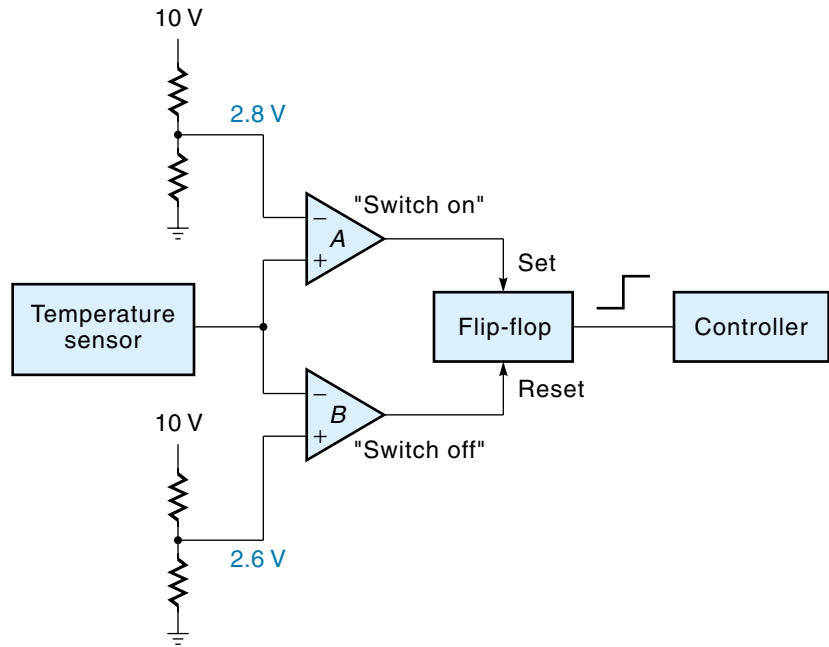 10 V
2.8 V
"Switch on"
−
A
+
Set
Temperature
sensor
Flip-flop
Controller
−
B
+
Reset
10 V
"Switch off"
2.6 V